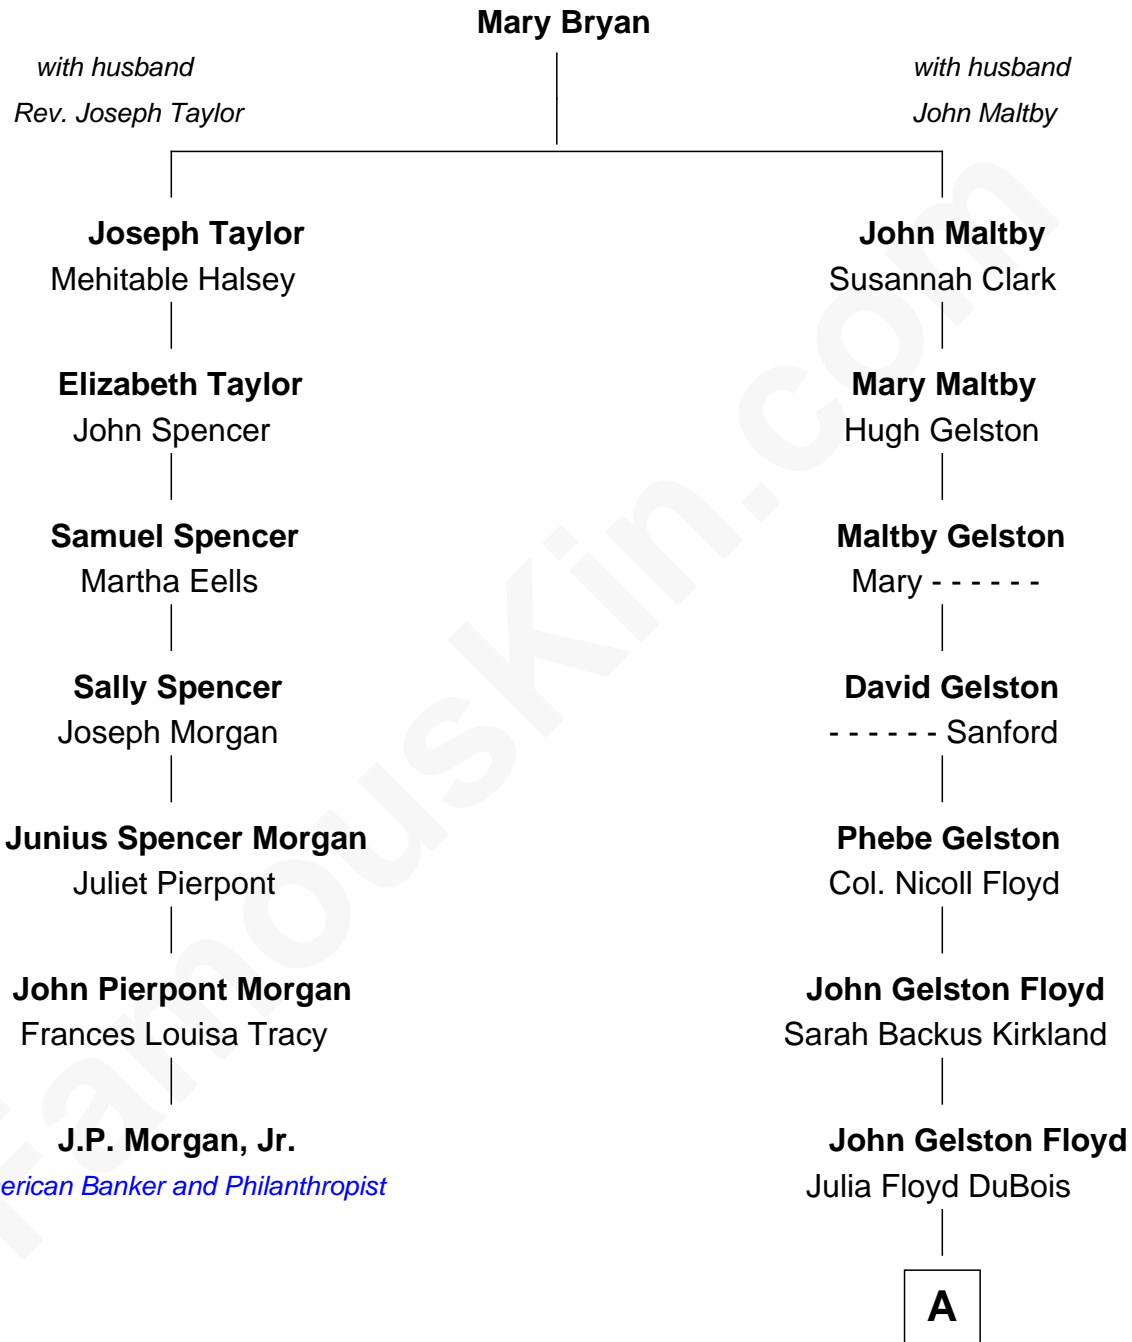 Mary Bryan
with husband
Rev. Joseph Taylor
with husband
John Maltby
Joseph Taylor
Mehitable Halsey
John Maltby
Susannah Clark
Elizabeth Taylor
John Spencer
Mary Maltby
Hugh Gelston
Samuel Spencer
Martha Eells
Maltby Gelston
Mary - - - - - -
Sally Spencer
Joseph Morgan
David Gelston
- - - - - - Sanford
Junius Spencer Morgan
Juliet Pierpont
Phebe Gelston
Col. Nicoll Floyd
John Pierpont Morgan
Frances Louisa Tracy
John Gelston Floyd
Sarah Backus Kirkland
J.P. Morgan, Jr.
erican Banker and Philanthropist
John Gelston Floyd
Julia Floyd DuBois
A
FamousKin.com